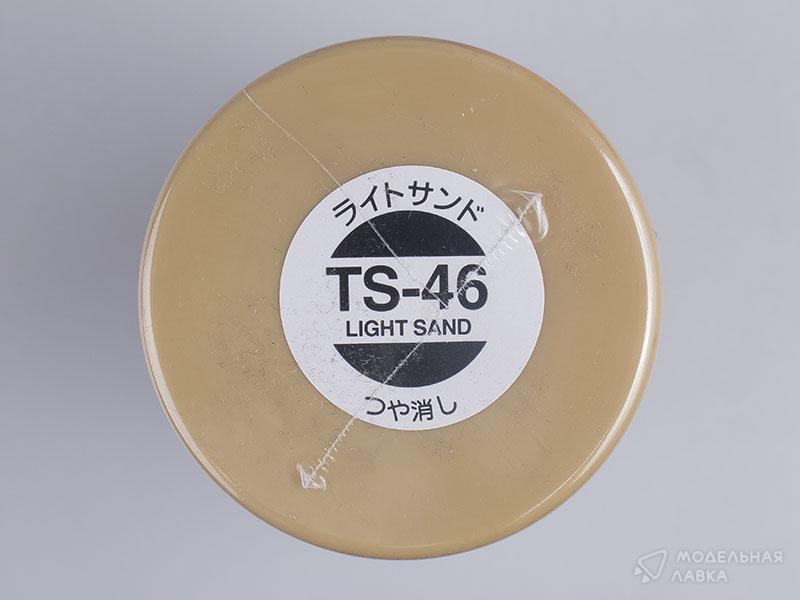 ライトサンド
TS-46
LIGHT SAND
つや消し
МОДЕЛЬНАЯ
ЛАВКА